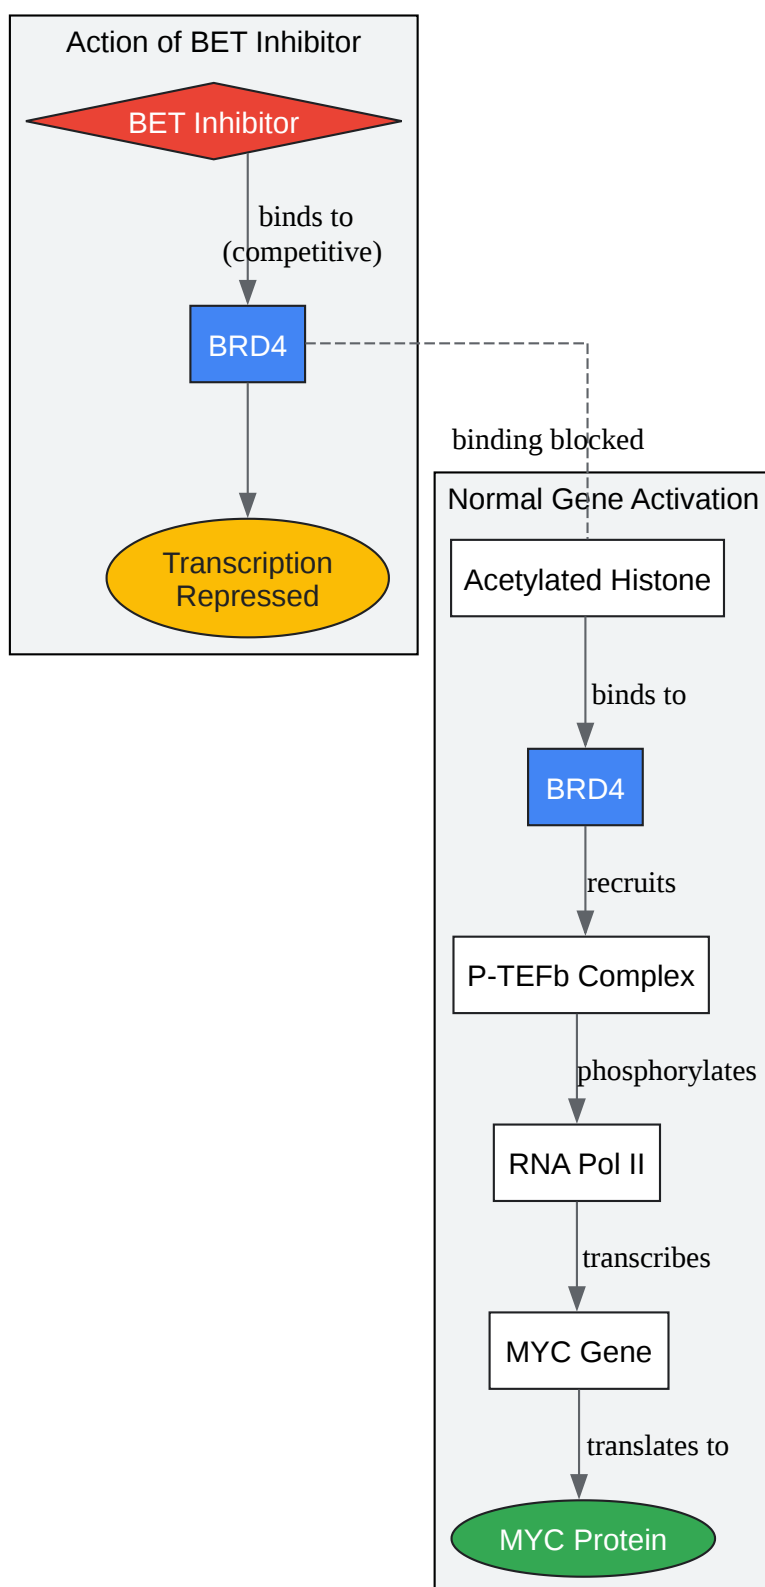 Action of BET Inhibitor
BET Inhibitor
binds to
(competitive)
BRD4
Transcription
Repressed
binding blocked
Normal Gene Activation
Acetylated Histone
binds to
BRD4
recruits
P-TEFb Complex
phosphorylates
RNA Pol II
transcribes
MYC Gene
translates to
MYC Protein